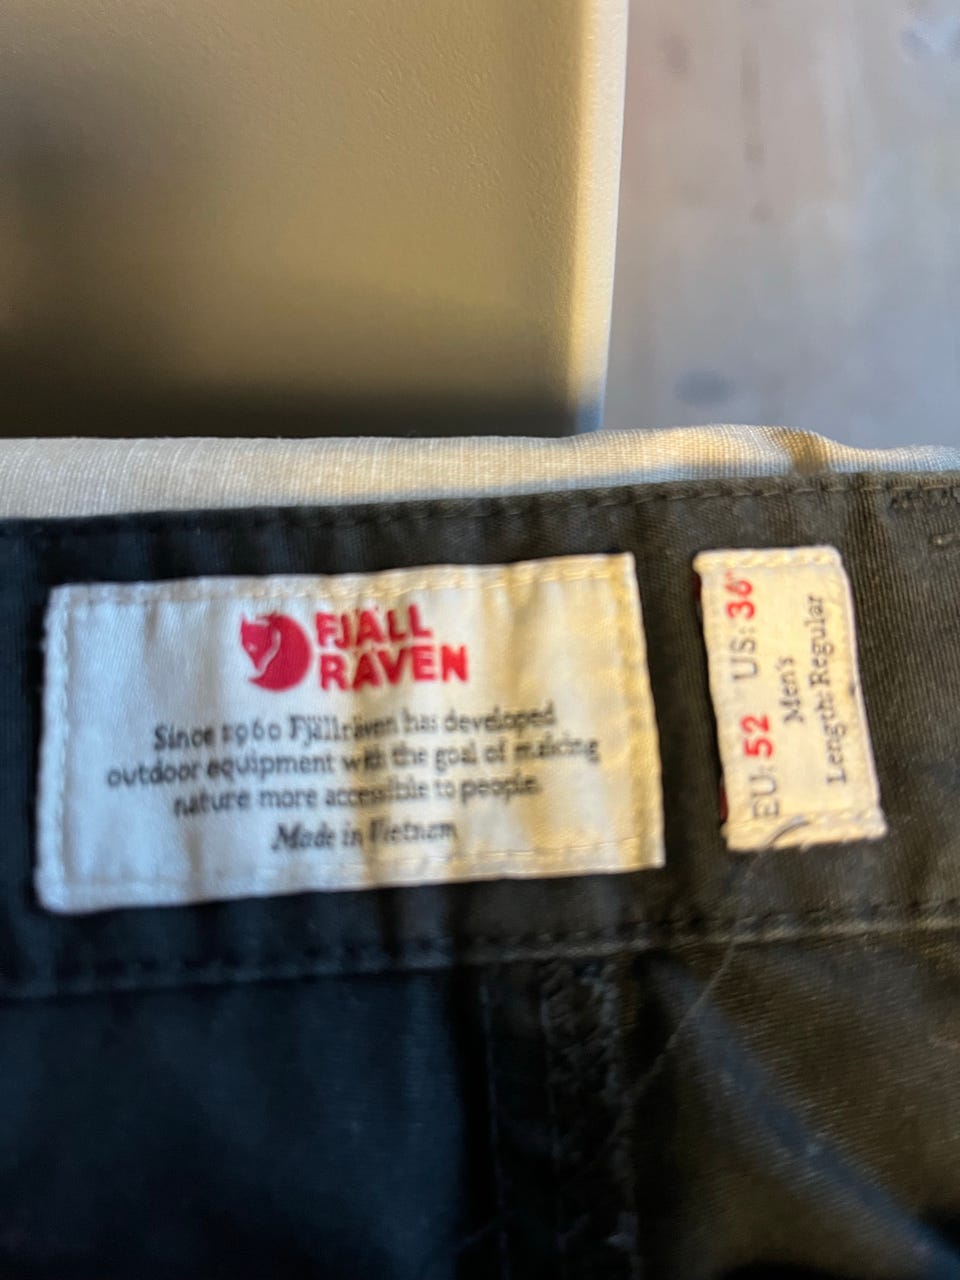 FJÄLL
RÄVEN
Since 1960 Fjällräven has developed
outdoor equipment with the goal of making
nature more accessible to people.
Made in Vietnam
EU: 52 US: 36"
Men's
Length: Regular